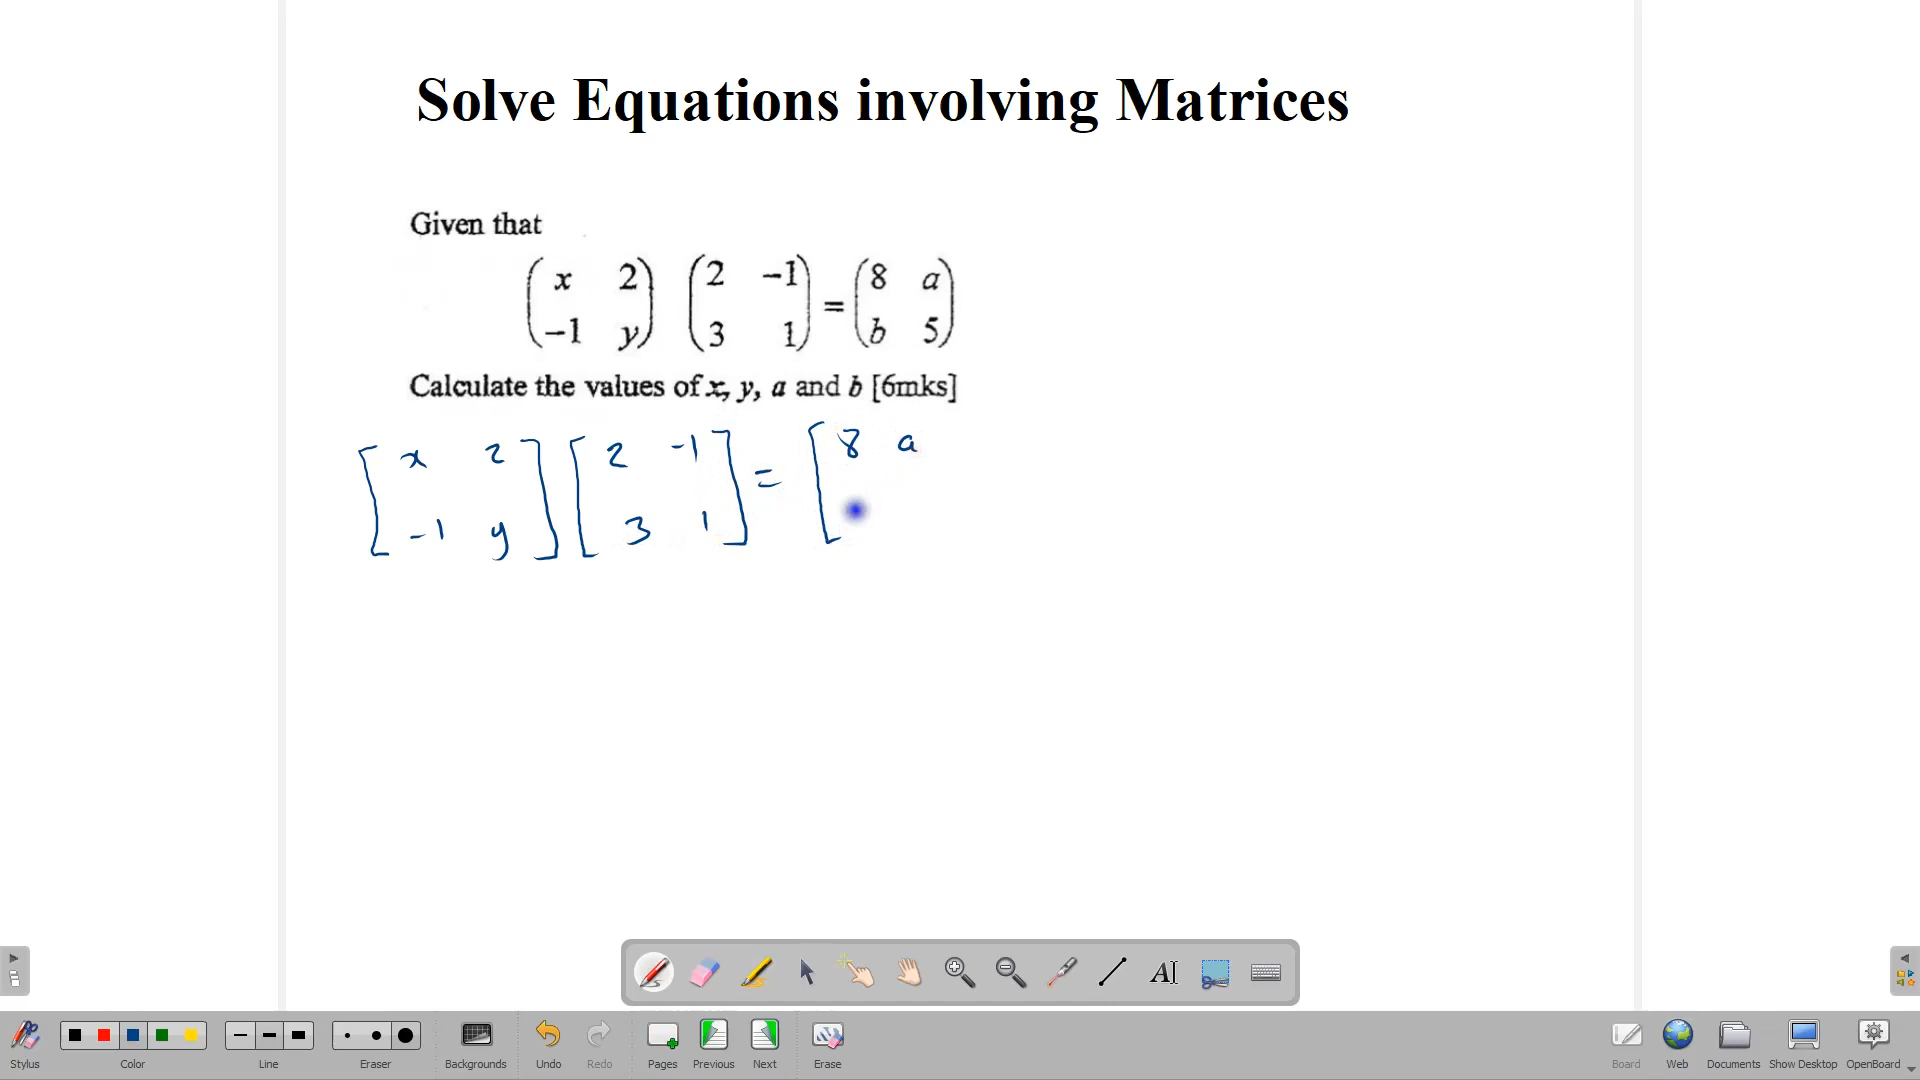 Solve Equations involving Matrices
Given that
(x 2) (2 -1) = (8 a)
(-1 y) (3 1) (b 5)
Calculate the values of x, y, a and b [6mks]
[x 2] [2 -1] = [8 a
[-1 y] [3 1]
Stylus Color Line Eraser Backgrounds Undo Redo Pages Previous Next Erase Board Web Documents Show Desktop OpenBoard